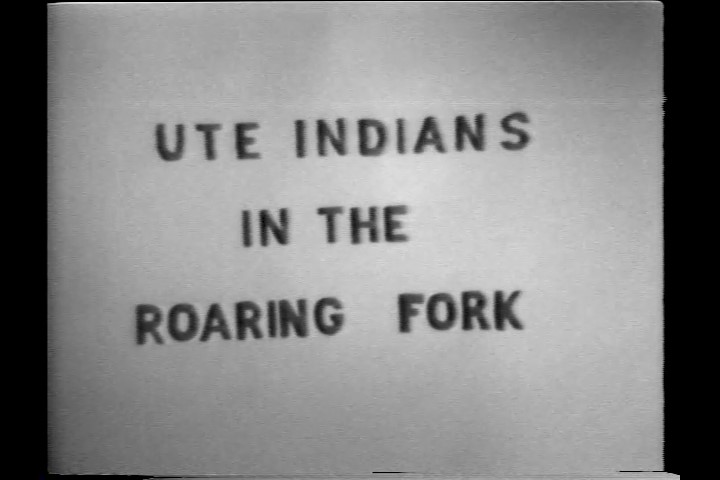 UTE INDIANS
IN THE
ROARING FORK